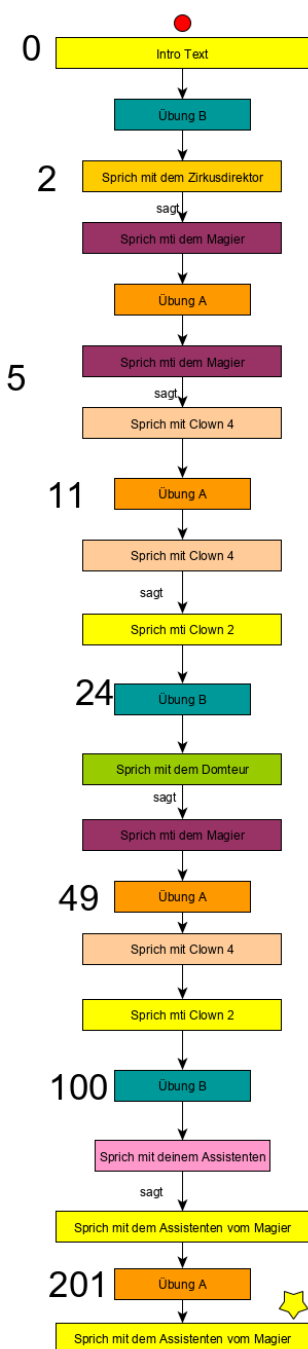 0
Intro Text
Übung B
2
Sprich mit dem Zirkusdirektor
sagt
Sprich mti dem Magier
Übung A
Sprich mti dem Magier
5
sagt
Sprich mit Clown 4
11
Übung A
Sprich mit Clown 4
sagt
Sprich mti Clown 2
24
Übung B
Sprich mit dem Domteur
sagt
Sprich mti dem Magier
49
Übung A
Sprich mit Clown 4
Sprich mti Clown 2
100
Übung B
Sprich mit deinem Assistenten
sagt
Sprich mit dem Assistenten vom Magier
201
Übung A
Sprich mit dem Assistenten vom Magier